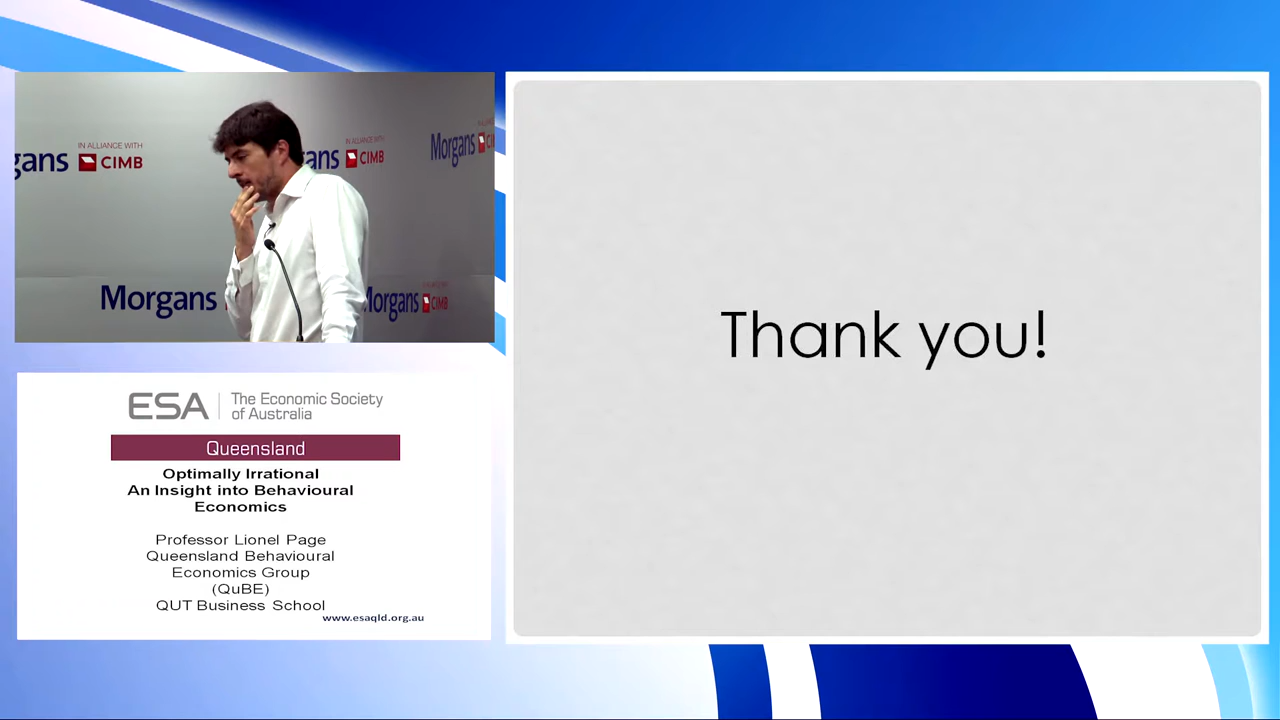 gans
IN ALLIANCE WITH
CIMB
gans
IN ALLIANCE WITH
CIMB
Morgans
Morgans
Morgans
CIMB
ESA
The Economic Society
of Australia
Queensland
Optimally Irrational
An Insight into Behavioural
Economics
Professor Lionel Page
Queensland Behavioural
Economics Group
(QuBE)
QUT Business School
www.esaqld.org.au
Thank you!